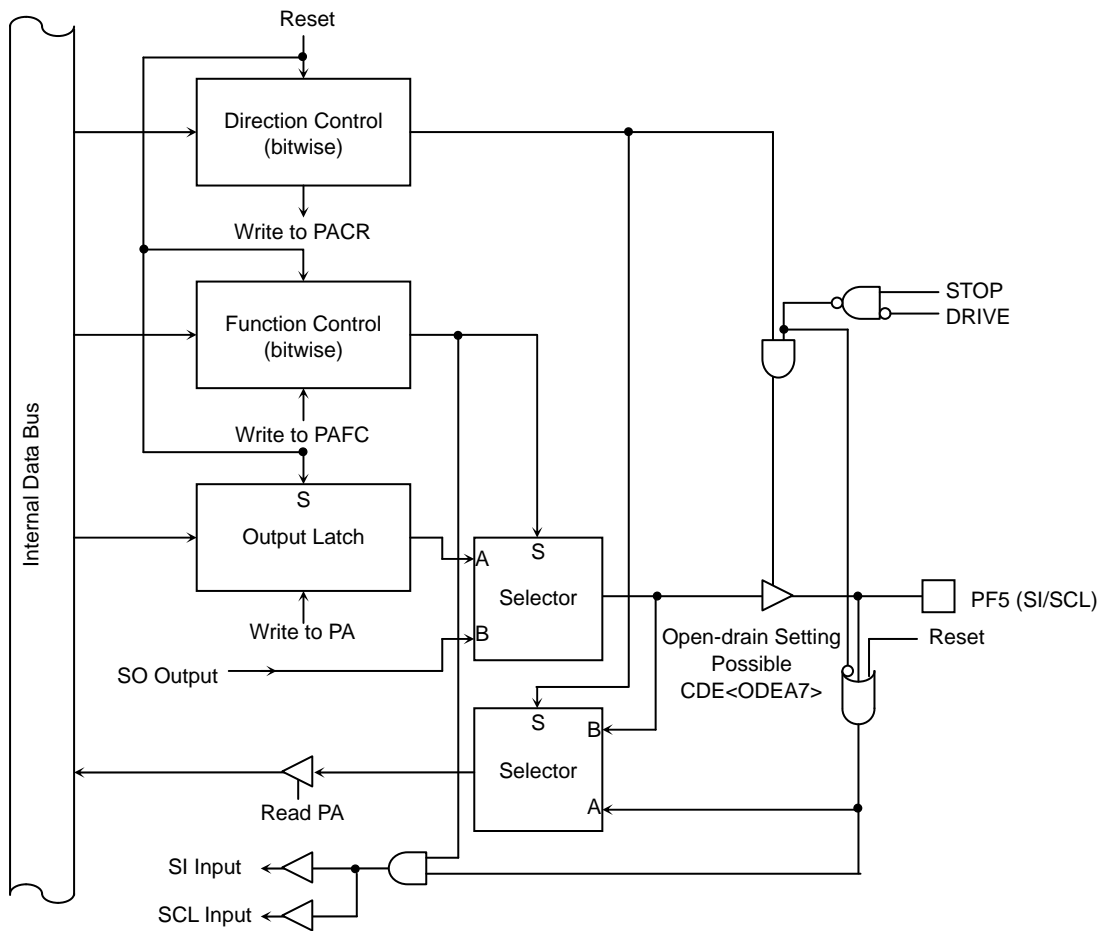 Reset
Direction Control
(bitwise)
Write to PACR
STOP
DRIVE
Function Control
(bitwise)
Write to PAFC
Internal Data Bus
S
Output Latch
S
A
Selector
B
Write to PA
SO Output
PF5 (SI/SCL)
Open-drain Setting
Possible
CDE<ODEA7>
Reset
S
B
Selector
A
Read PA
SI Input
SCL Input